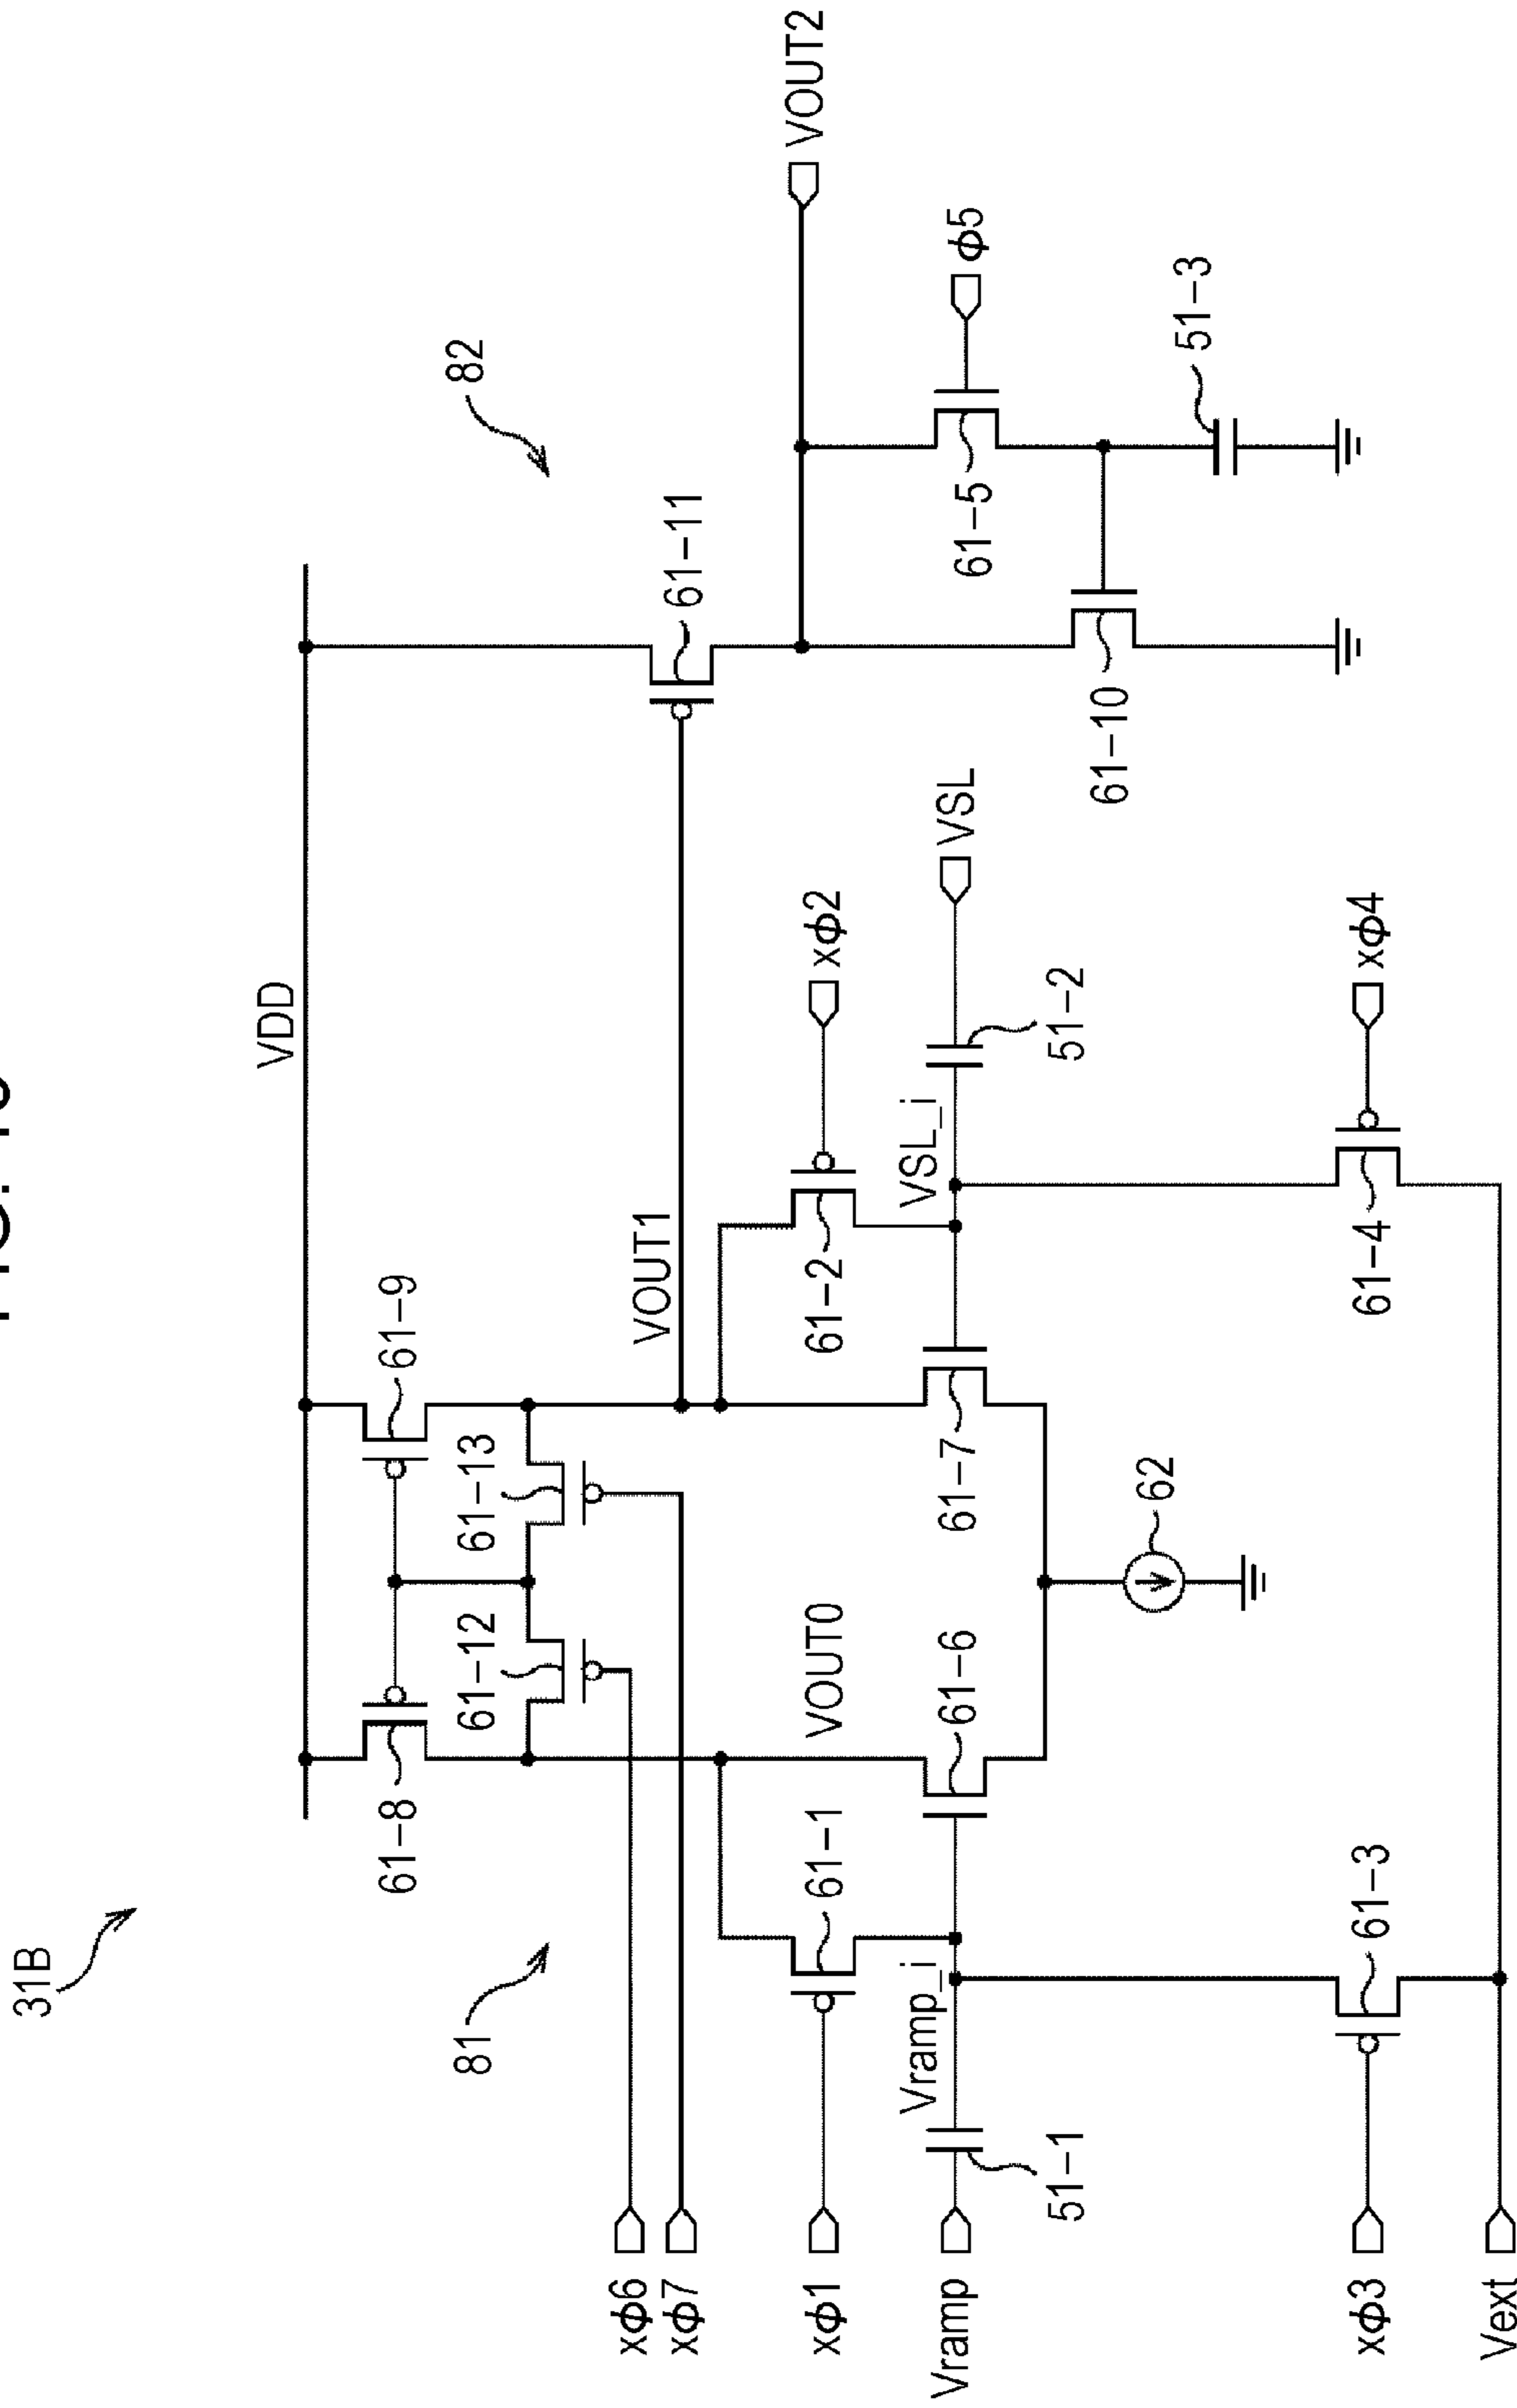 31B
81
82
VDD
61-8
61-9
61-12
61-13
61-11
xϕ6
xϕ7
VOUT1
VOUT2
VOUT0
xϕ1
61-1
61-2
xϕ2
Vramp
Vramp_i
51-1
61-6
61-7
VSL_i
51-2
VSL
61-5
ϕ5
61-10
51-3
62
xϕ3
61-3
61-4
xϕ4
Vext